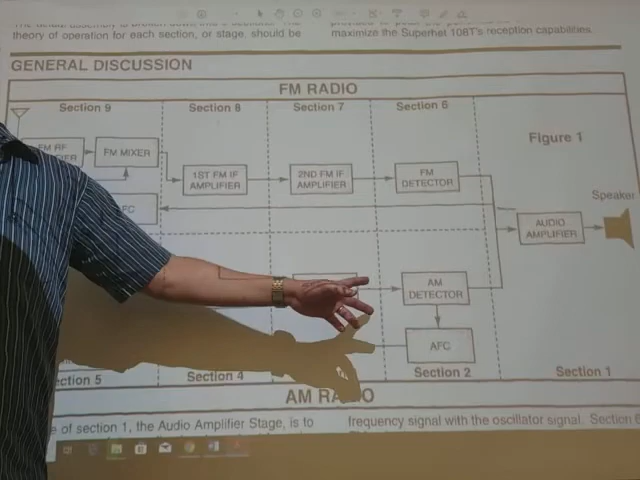 theory of operation for each section, or stage, should be
maximize the Superhet 108T's reception capabilities.
GENERAL DISCUSSION
FM RADIO
Section 9
Section 8
Section 7
Section 6
Figure 1
FM RF
FM MIXER
1ST FM IF
AMPLIFIER
2ND FM IF
AMPLIFIER
FM
DETECTOR
Speaker
AUDIO
AMPLIFIER
AM
DETECTOR
AFC
Section 4
Section 2
Section 1
AM
of section 1, the Audio Amplifier Stage, is to
frequency signal with the oscillator signal. Section